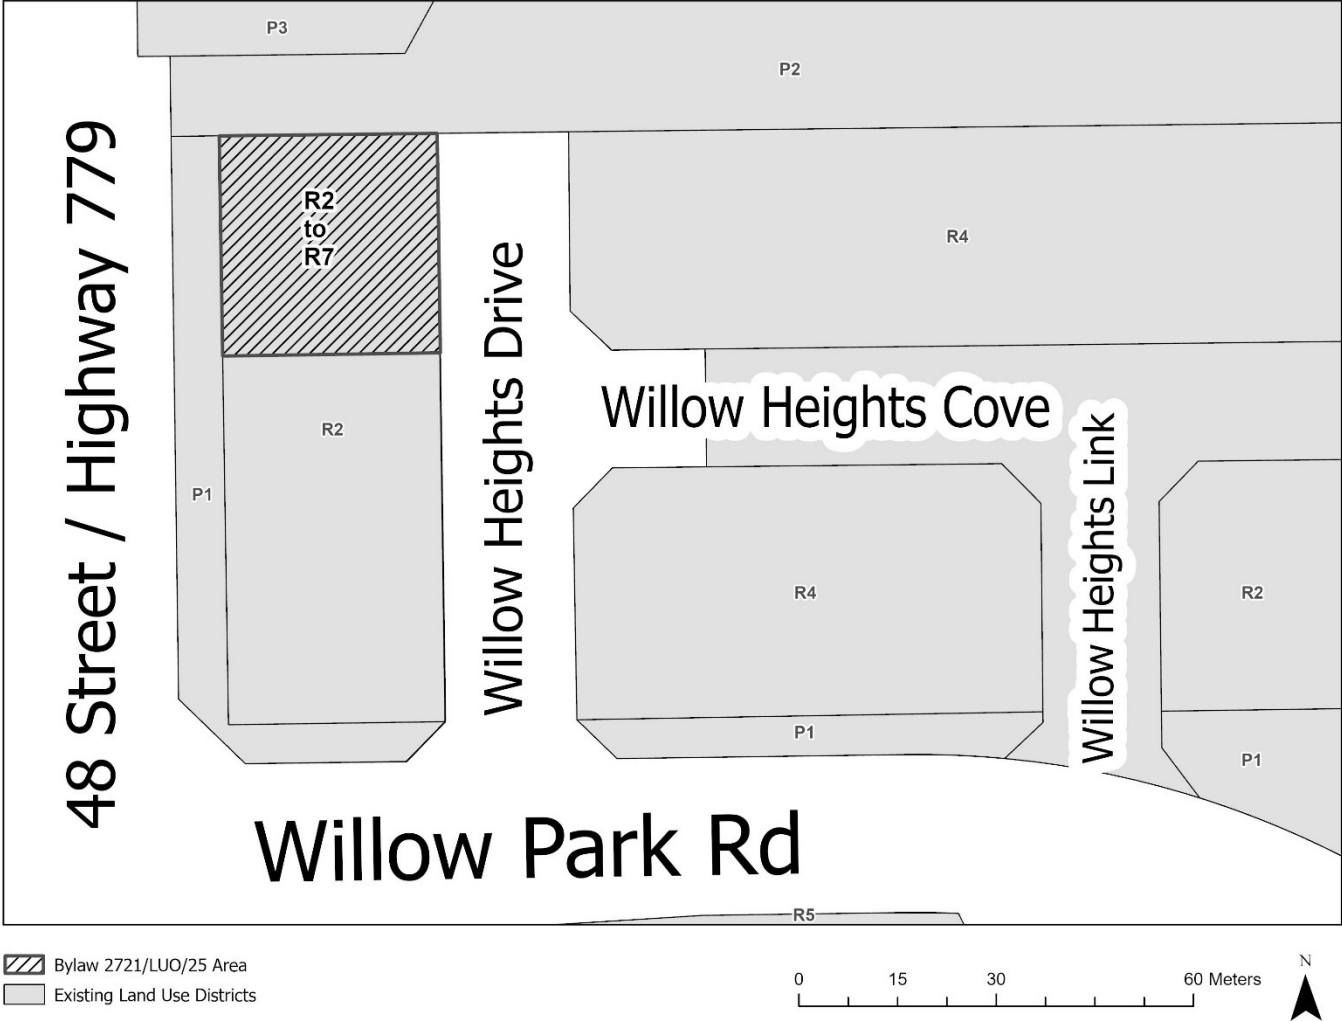 P3
P2
R2
to
R7
R4
48 Street / Highway 779
Willow Heights Drive
Willow Heights Cove
R2
Willow Heights Link
P1
R4
R2
P1
P1
Willow Park Rd
R5
Bylaw 2721/LUO/25 Area
Existing Land Use Districts
0 15 30 60 Meters
N